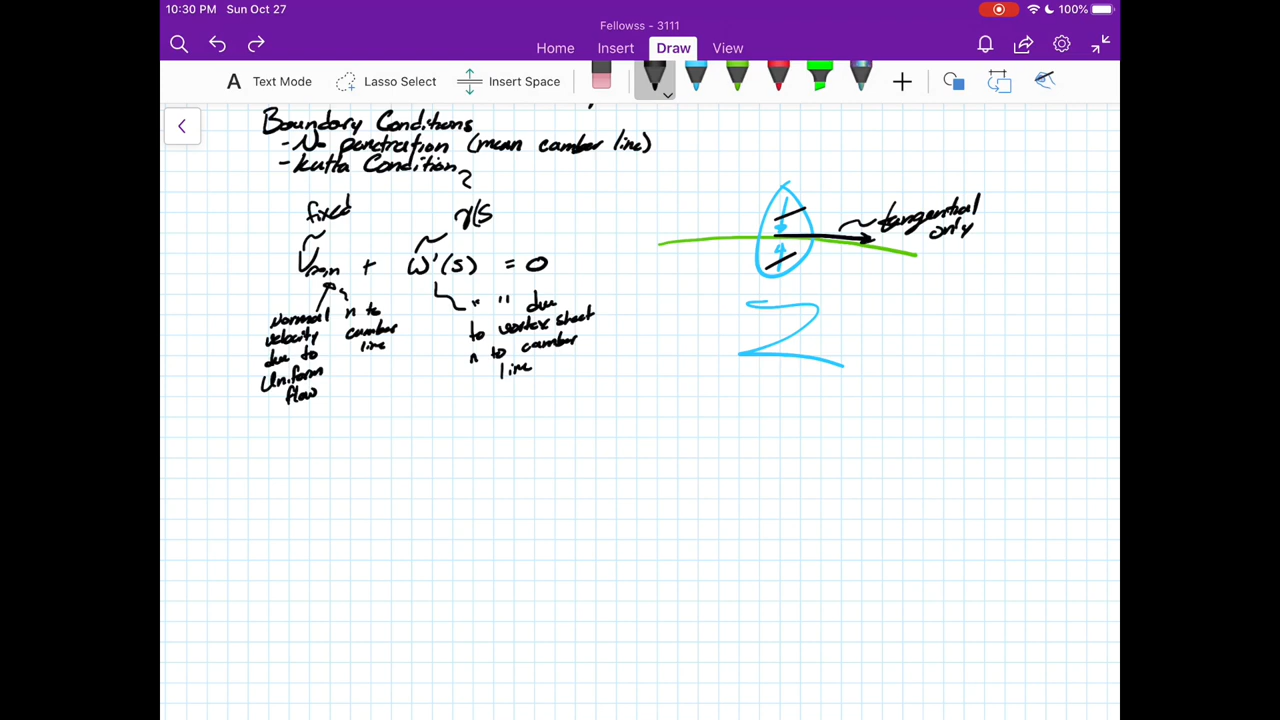 10:30 PM Sun Oct 27
100%
Fellowss - 3111
Home Insert Draw View
A Text Mode Lasso Select Insert Space
Boundary Conditions
- No penetration (mean camber line)
- Kutta Condition
fixed
γ(s
V∞,n + ω'(s) = 0
Normal velocity due to Uniform flow
n to camber line
" " due to vortex sheet n to camber line
tangential only